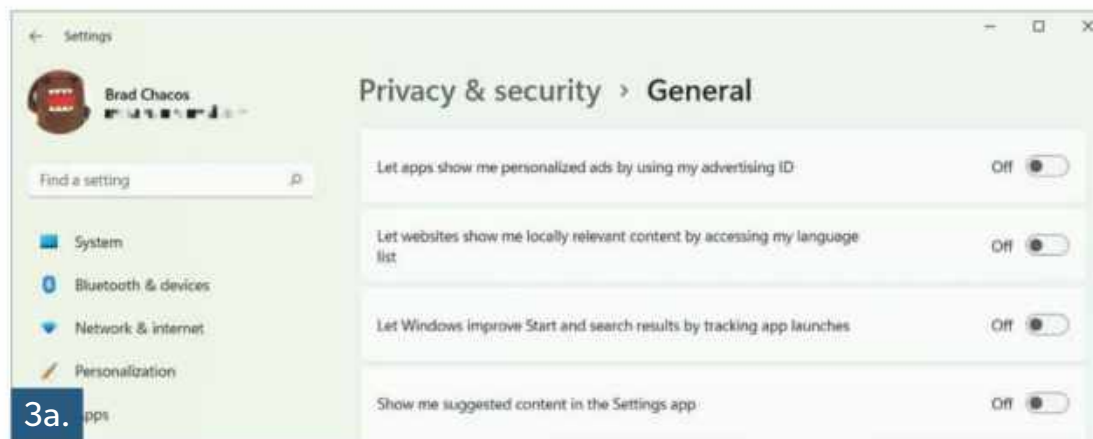 Settings
Brad Chacos
Find a setting
System
Bluetooth & devices
Network & internet
Personalization
pps
3a.
Privacy & security > General
Let apps show me personalized ads by using my advertising ID
Off
Let websites show me locally relevant content by accessing my language
list
Off
Let Windows improve Start and search results by tracking app launches
Off
Show me suggested content in the Settings app
Off